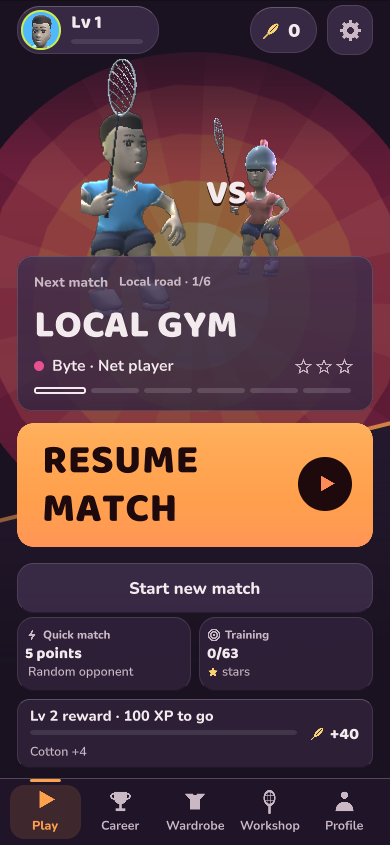 Lv 1
0
VS
Next match Local road · 1/6
LOCAL GYM
Byte · Net player
RESUME
MATCH
Start new match
Quick match
5 points
Random opponent
Training
0/63
stars
Lv 2 reward · 100 XP to go
+40
Cotton +4
Play
Career
Wardrobe
Workshop
Profile